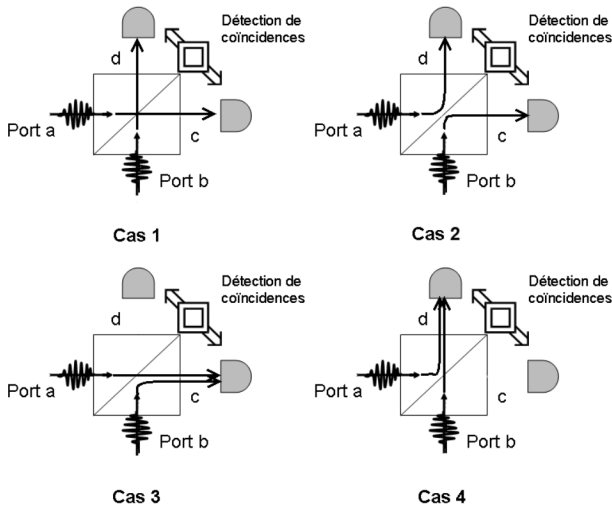 Détection de
coïncidences
d
Port a
c
Port b
Cas 1
Détection de
coïncidences
d
Port a
c
Port b
Cas 2
Détection de
coïncidences
d
Port a
c
Port b
Cas 3
Détection de
coïncidences
d
Port a
c
Port b
Cas 4